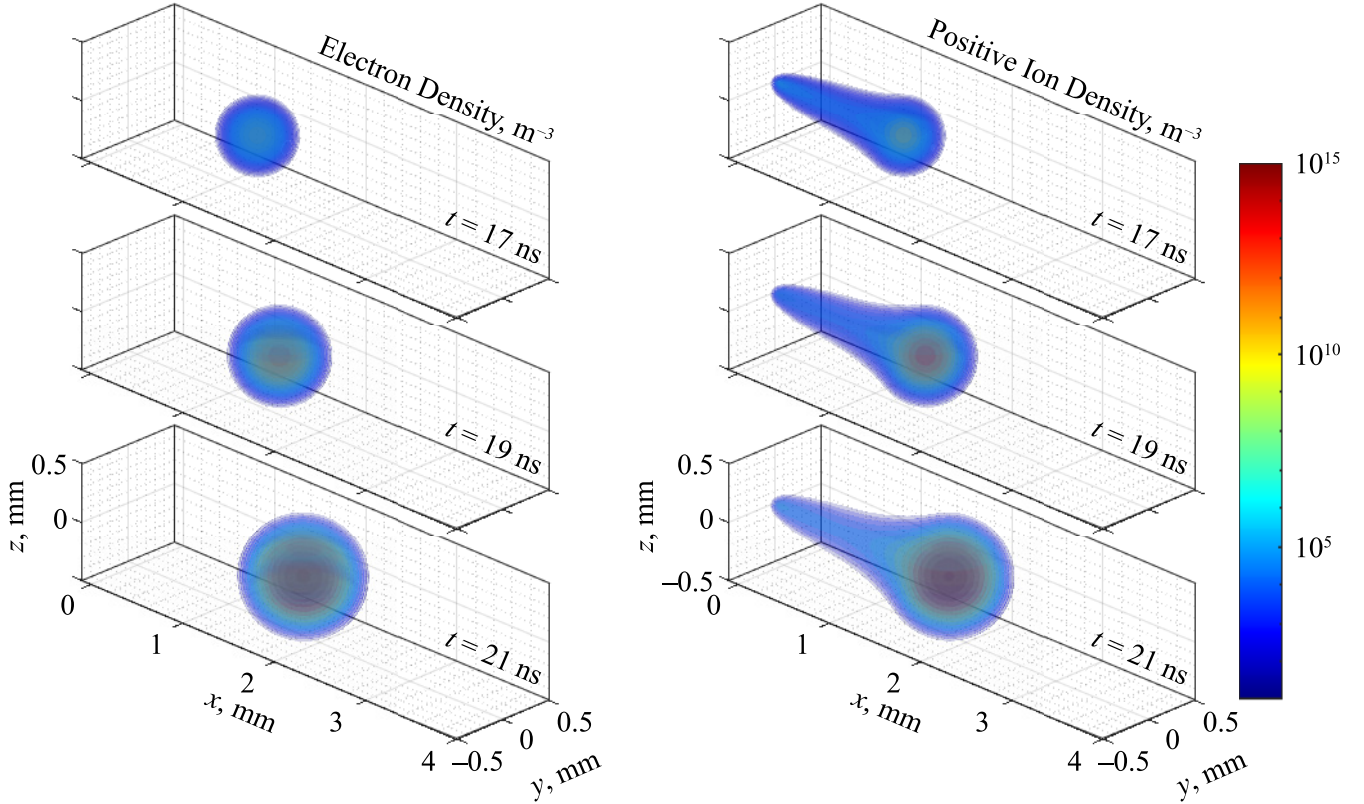 Electron Density, m⁻³
Positive Ion Density, m⁻³
t = 17 ns
t = 17 ns
10¹⁵
t = 19 ns
t = 19 ns
10¹⁰
0.5
0
z, mm
0.5
0
–0.5
z, mm
10⁵
t = 21 ns
t = 21 ns
0
1
2
3
4
x, mm
–0.5
0
0.5
y, mm
0
1
2
3
4
x, mm
–0.5
0
0.5
y, mm